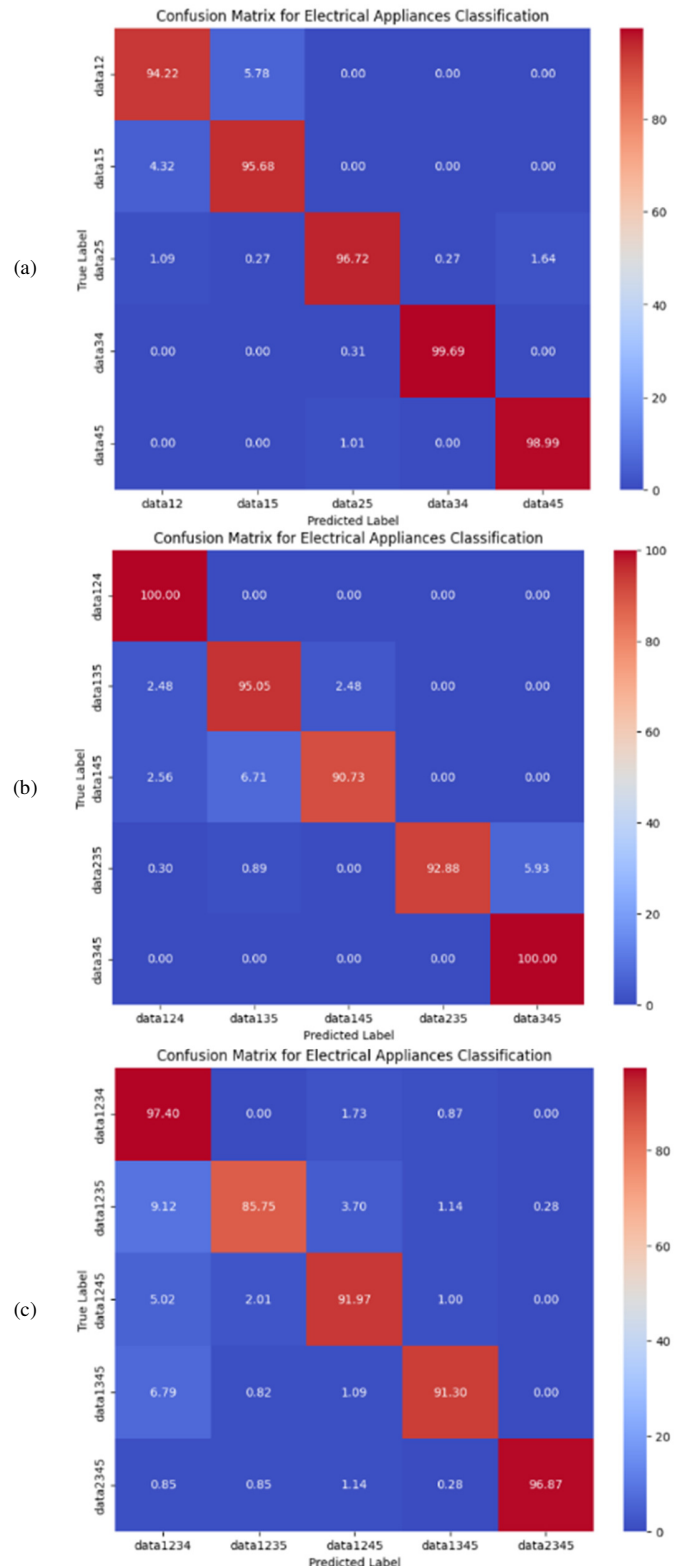 Confusion Matrix for Electrical Appliances Classification
data12 94.22 5.78 0.00 0.00 0.00
data15 4.32 95.68 0.00 0.00 0.00
(a)
True Label
data25 1.09 0.27 96.72 0.27 1.64
data34 0.00 0.00 0.31 99.69 0.00
data45 0.00 0.00 1.01 0.00 98.99
data12 data15 data25 data34 data45
Predicted Label
80
60
40
20
0
Confusion Matrix for Electrical Appliances Classification
data124 100.00 0.00 0.00 0.00 0.00
data135 2.48 95.05 2.48 0.00 0.00
True Label
data145 2.56 6.71 90.73 0.00 0.00
(b)
data235 0.30 0.89 0.00 92.88 5.93
data345 0.00 0.00 0.00 0.00 100.00
data124 data135 data145 data235 data345
Predicted Label
100
80
60
40
20
0
Confusion Matrix for Electrical Appliances Classification
data1234 97.40 0.00 1.73 0.87 0.00
data1235 9.12 85.75 3.70 1.14 0.28
True Label
data1245 5.02 2.01 91.97 1.00 0.00
(c)
data1345 6.79 0.82 1.09 91.30 0.00
data2345 0.85 0.85 1.14 0.28 96.87
data1234 data1235 data1245 data1345 data2345
Predicted Label
80
60
40
20
0